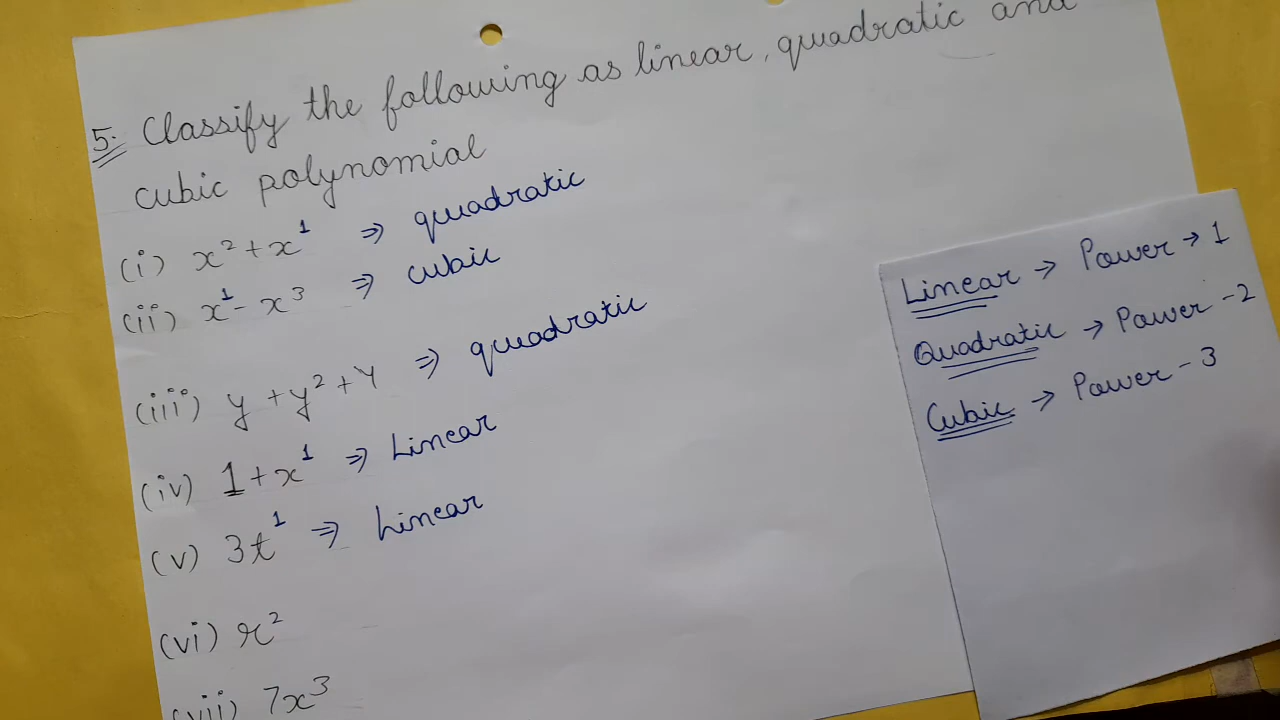 5. Classify the following as linear, quadratic and
cubic polynomial
(i) x² + x¹ ⇒ quadratic
(ii) x¹ - x³ ⇒ cubic
(iii) y + y² + 4 ⇒ quadratic
(iv) 1 + x¹ ⇒ Linear
(v) 3t¹ ⇒ Linear
(vi) r²
(vii) 7x³
Linear → Power → 1
Quadratic → Power - 2
Cubic → Power - 3